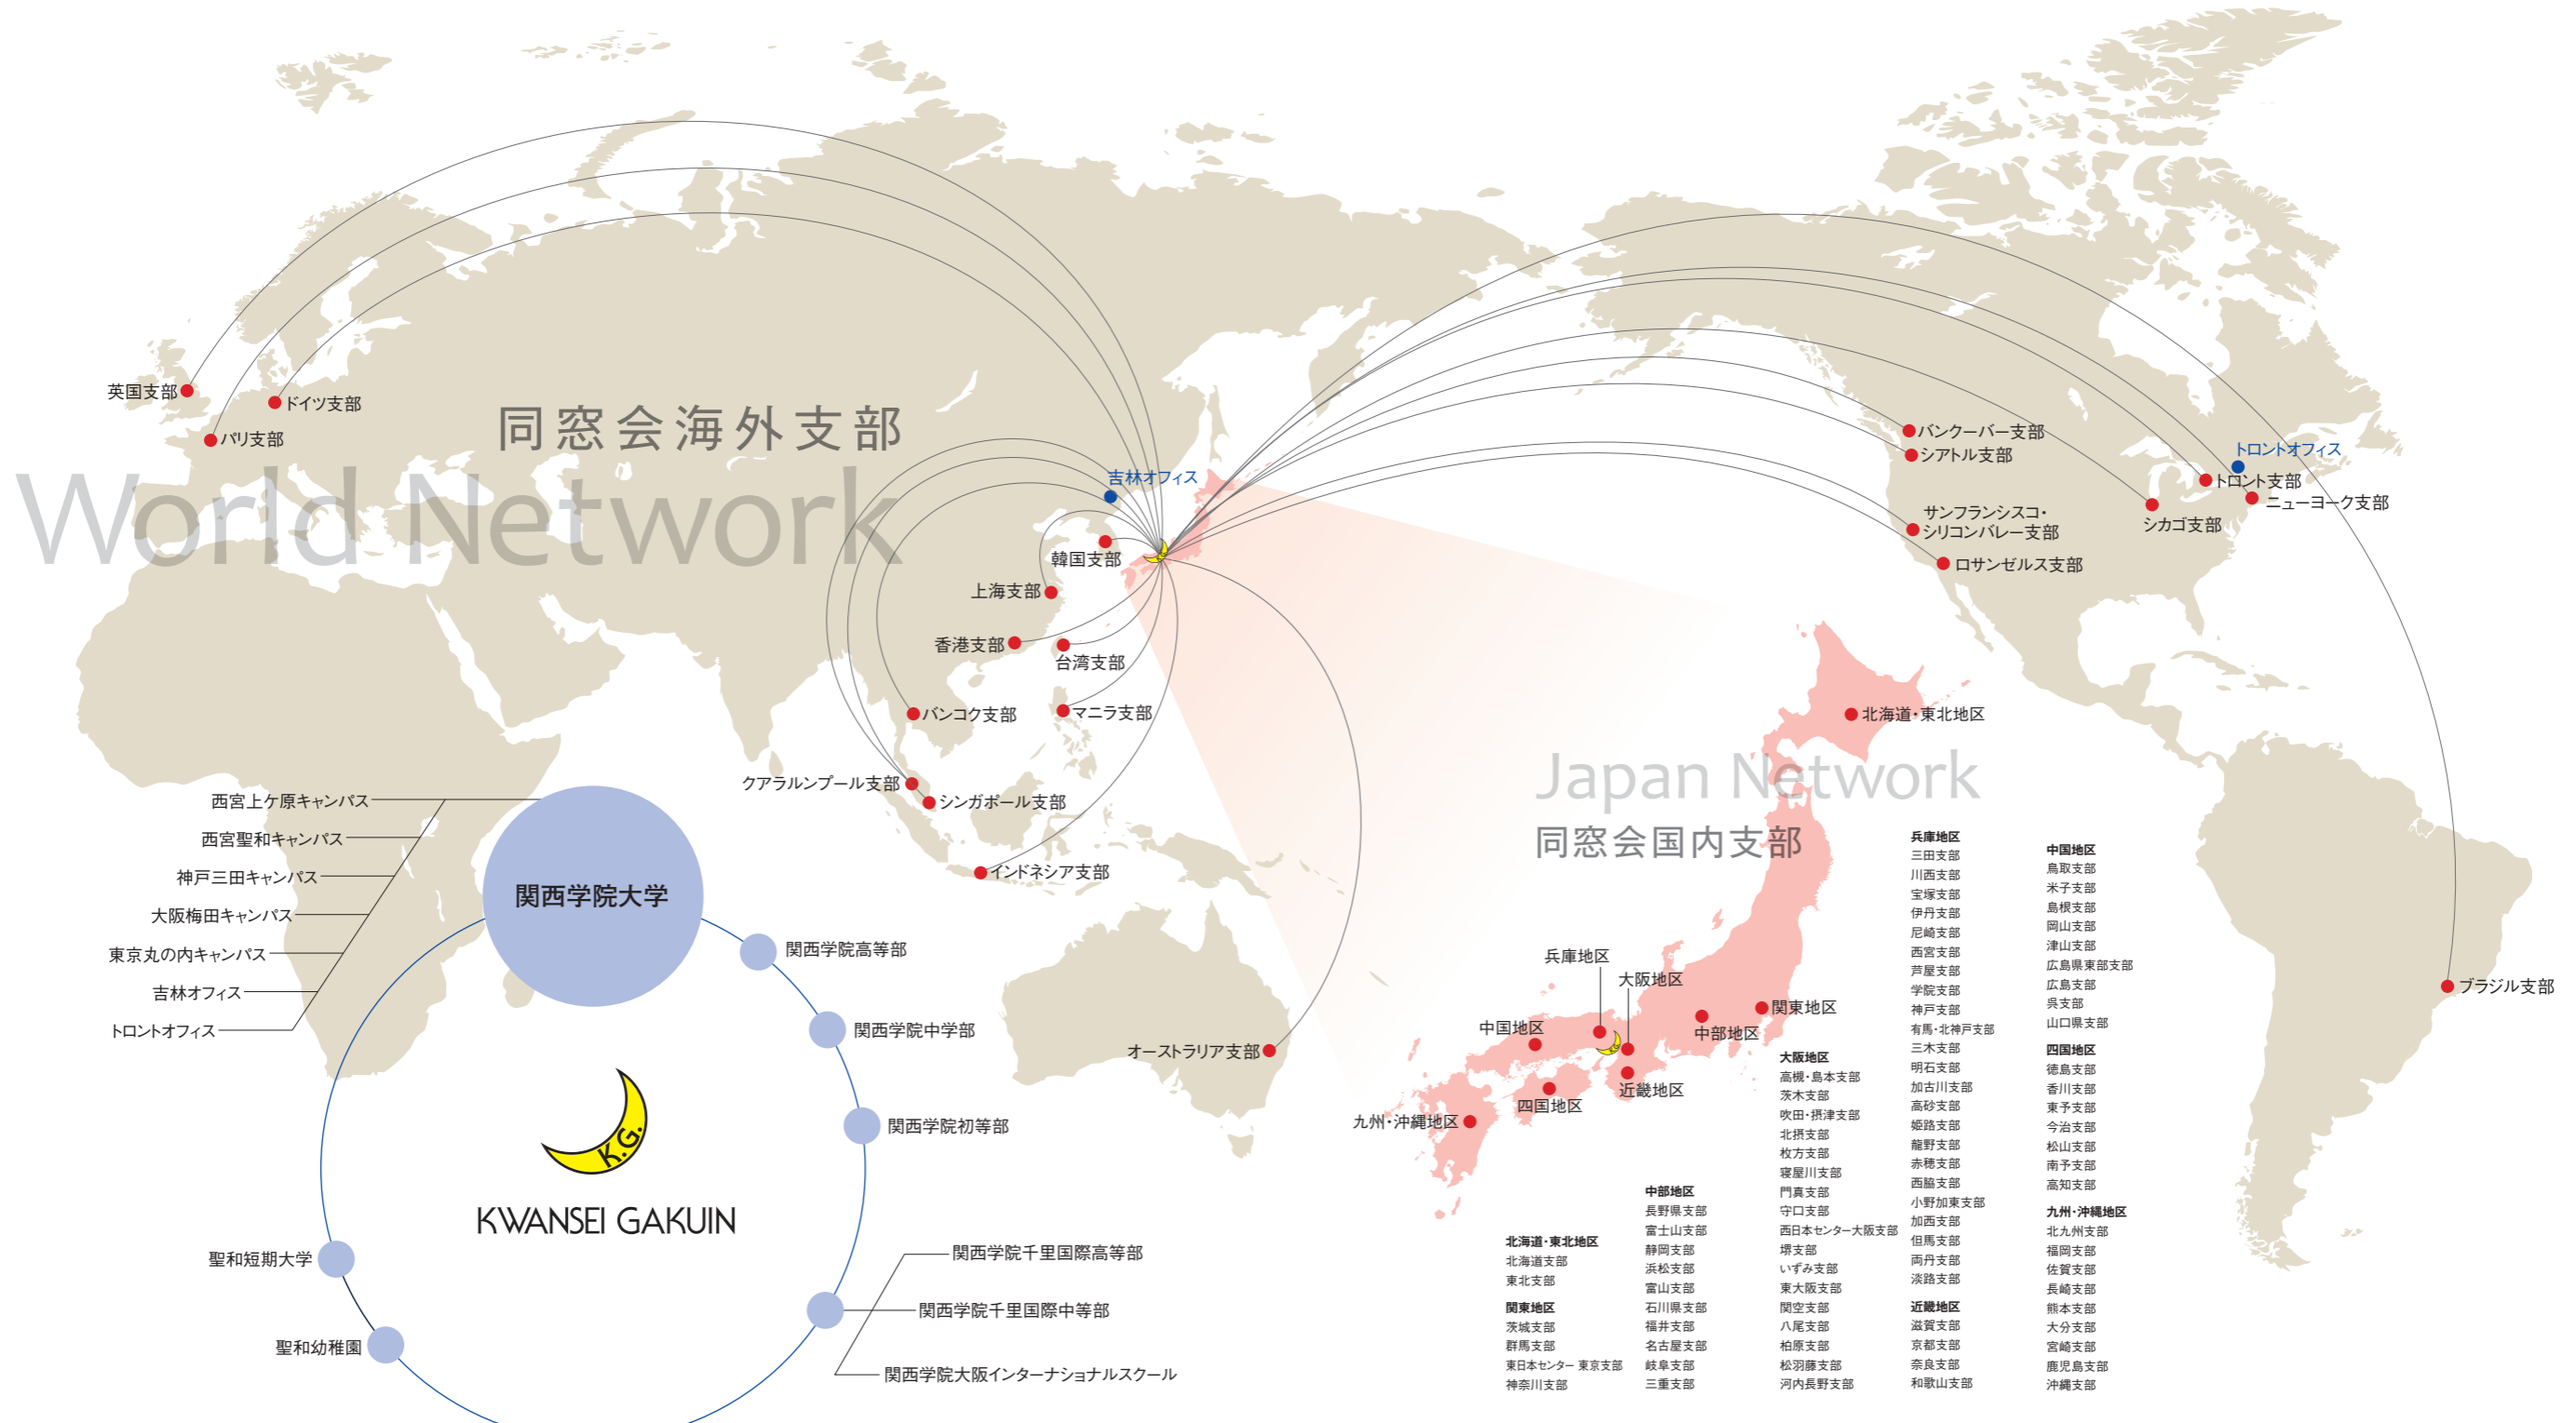 同窓会海外支部
World Network
英国支部
ドイツ支部
パリ支部
吉林オフィス
韓国支部
上海支部
香港支部
台湾支部
バンコク支部
マニラ支部
クアラルンプール支部
シンガポール支部
インドネシア支部
オーストラリア支部
バンクーバー支部
シアトル支部
サンフランシスコ・
シリコンバレー支部
ロサンゼルス支部
トロントオフィス
トロント支部
ニューヨーク支部
シカゴ支部
ブラジル支部
西宮上ケ原キャンパス
西宮聖和キャンパス
神戸三田キャンパス
大阪梅田キャンパス
東京丸の内キャンパス
吉林オフィス
トロントオフィス
関西学院大学
関西学院高等部
関西学院中学部
関西学院初等部
関西学院千里国際高等部
関西学院千里国際中等部
関西学院大阪インターナショナルスクール
聖和短期大学
聖和幼稚園
K.G.
KWANSEI GAKUIN
Japan Network
同窓会国内支部
北海道・東北地区
兵庫地区
大阪地区
関東地区
中国地区
中部地区
近畿地区
四国地区
九州・沖縄地区
北海道・東北地区
北海道支部
東北支部
関東地区
茨城支部
群馬支部
東日本センター 東京支部
神奈川支部
中部地区
長野県支部
富士山支部
静岡支部
浜松支部
富山支部
石川県支部
福井支部
名古屋支部
岐阜支部
三重支部
大阪地区
高槻・島本支部
茨木支部
吹田・摂津支部
北摂支部
枚方支部
寝屋川支部
門真支部
守口支部
西日本センター大阪支部
堺支部
いずみ支部
東大阪支部
関空支部
八尾支部
柏原支部
松羽藤支部
河内長野支部
兵庫地区
三田支部
川西支部
宝塚支部
伊丹支部
尼崎支部
西宮支部
芦屋支部
学院支部
神戸支部
有馬・北神戸支部
三木支部
明石支部
加古川支部
高砂支部
姫路支部
龍野支部
赤穂支部
西脇支部
小野加東支部
加西支部
但馬支部
両丹支部
淡路支部
近畿地区
滋賀支部
京都支部
奈良支部
和歌山支部
中国地区
鳥取支部
米子支部
島根支部
岡山支部
津山支部
広島県東部支部
広島支部
呉支部
山口県支部
四国地区
徳島支部
香川支部
東予支部
今治支部
松山支部
南予支部
高知支部
九州・沖縄地区
北九州支部
福岡支部
佐賀支部
長崎支部
熊本支部
大分支部
宮崎支部
鹿児島支部
沖縄支部